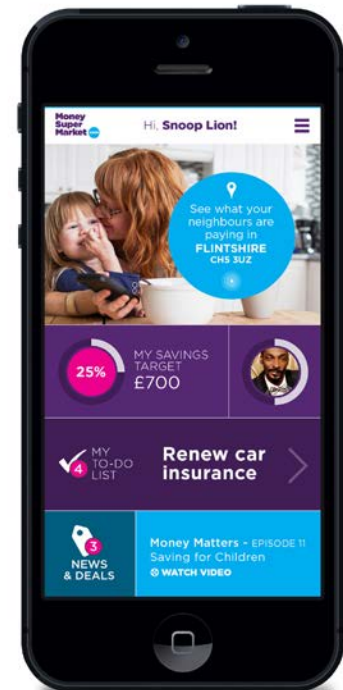 Money
Super
Market.com
Hi, Snoop Lion!
See what your
neighbours are
paying in
FLINTSHIRE
CH5 3UZ
25%
MY SAVINGS
TARGET
£700
4
MY
TO-DO
LIST
Renew car
insurance
3
NEWS
& DEALS
Money Matters - EPISODE 11
Saving for Children
WATCH VIDEO